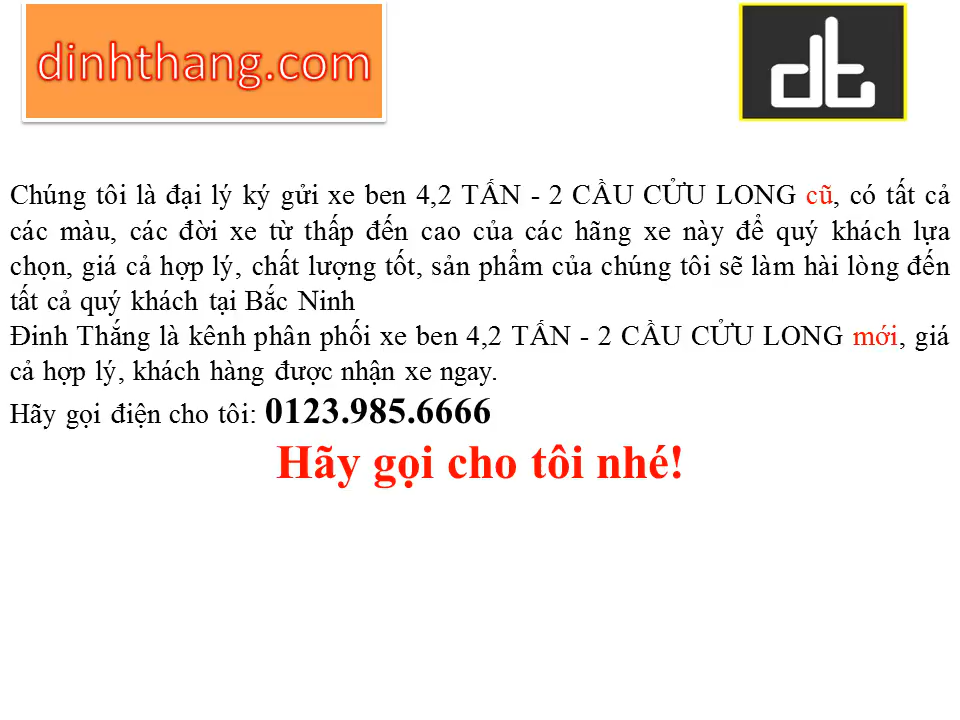 dinhthang.com
dt
Chúng tôi là đại lý ký gửi xe ben 4,2 TẤN - 2 CẦU CỬU LONG cũ, có tất cả
các màu, các đời xe từ thấp đến cao của các hãng xe này để quý khách lựa
chọn, giá cả hợp lý, chất lượng tốt, sản phẩm của chúng tôi sẽ làm hài lòng đến
tất cả quý khách tại Bắc Ninh
Đinh Thắng là kênh phân phối xe ben 4,2 TẤN - 2 CẦU CỬU LONG mới, giá
cả hợp lý, khách hàng được nhận xe ngay.
Hãy gọi điện cho tôi: 0123.985.6666
Hãy gọi cho tôi nhé!